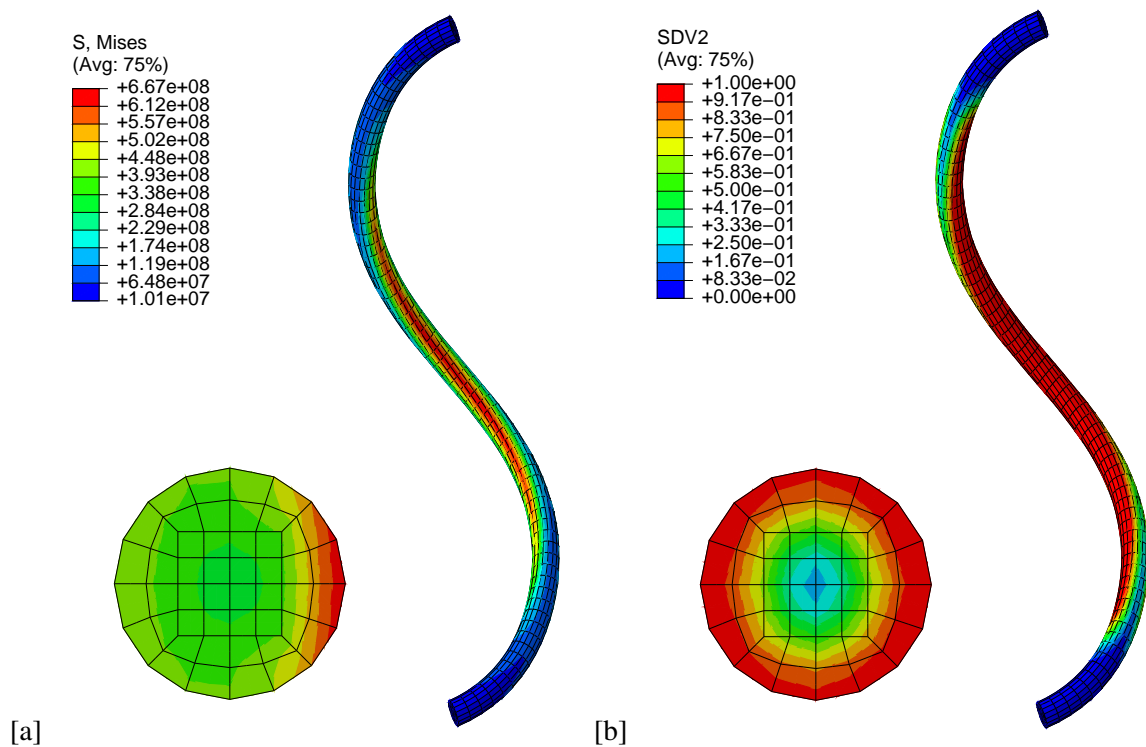 S, Mises
(Avg: 75%)
+6.67e+08
+6.12e+08
+5.57e+08
+5.02e+08
+4.48e+08
+3.93e+08
+3.38e+08
+2.84e+08
+2.29e+08
+1.74e+08
+1.19e+08
+6.48e+07
+1.01e+07
[a]
SDV2
(Avg: 75%)
+1.00e+00
+9.17e−01
+8.33e−01
+7.50e−01
+6.67e−01
+5.83e−01
+5.00e−01
+4.17e−01
+3.33e−01
+2.50e−01
+1.67e−01
+8.33e−02
+0.00e+00
[b]